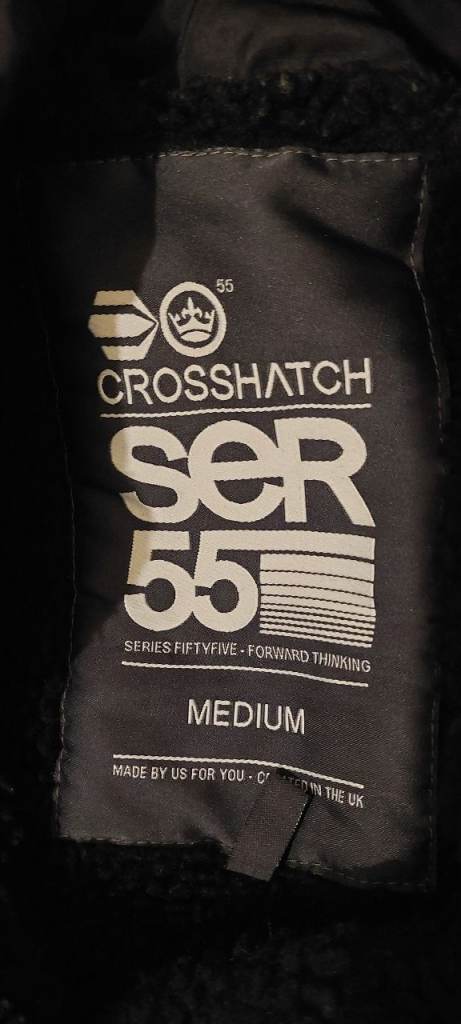 55
CROSSHATCH
SeR
55
SERIES FIFTYFIVE - FORWARD THINKING
MEDIUM
MADE BY US FOR YOU - IN THE UK